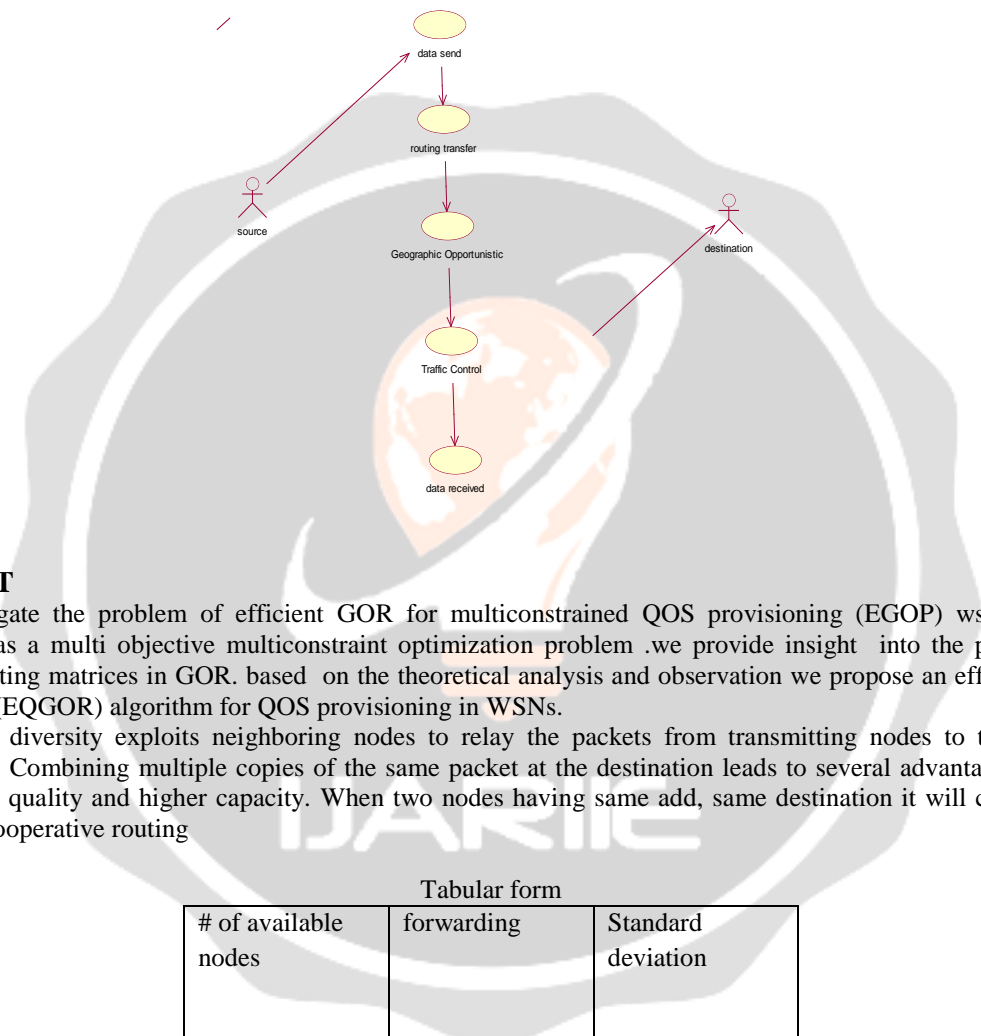 data send
routing transfer
source
destination
Geographic Opportunistic
Traffic Control
data received
T
gate the problem of efficient GOR for multiconstrained QOS provisioning (EGOP) ws
as a multi objective multiconstraint optimization problem .we provide insight into the p
ting matrices in GOR. based on the theoretical analysis and observation we propose an eff
(EQGOR) algorithm for QOS provisioning in WSNs.
diversity exploits neighboring nodes to relay the packets from transmitting nodes to t
Combining multiple copies of the same packet at the destination leads to several advanta
quality and higher capacity. When two nodes having same add, same destination it will c
ooperative routing
IJARIIE
Tabular form
# of available forwarding Standard
nodes deviation